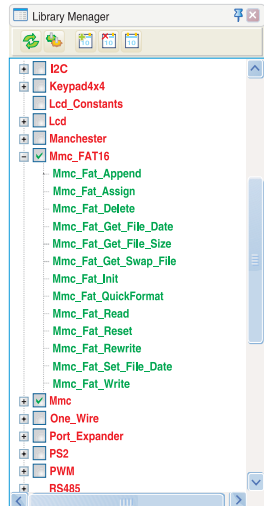 Library Menager
I2C
Keypad4x4
Lcd_Constants
Lcd
Manchester
Mmc_FAT16
Mmc_Fat_Append
Mmc_Fat_Assign
Mmc_Fat_Delete
Mmc_Fat_Get_File_Date
Mmc_Fat_Get_File_Size
Mmc_Fat_Get_Swap_File
Mmc_Fat_Init
Mmc_Fat_QuickFormat
Mmc_Fat_Read
Mmc_Fat_Reset
Mmc_Fat_Rewrite
Mmc_Fat_Set_File_Date
Mmc_Fat_Write
Mmc
One_Wire
Port_Expander
PS2
PWM
RS485